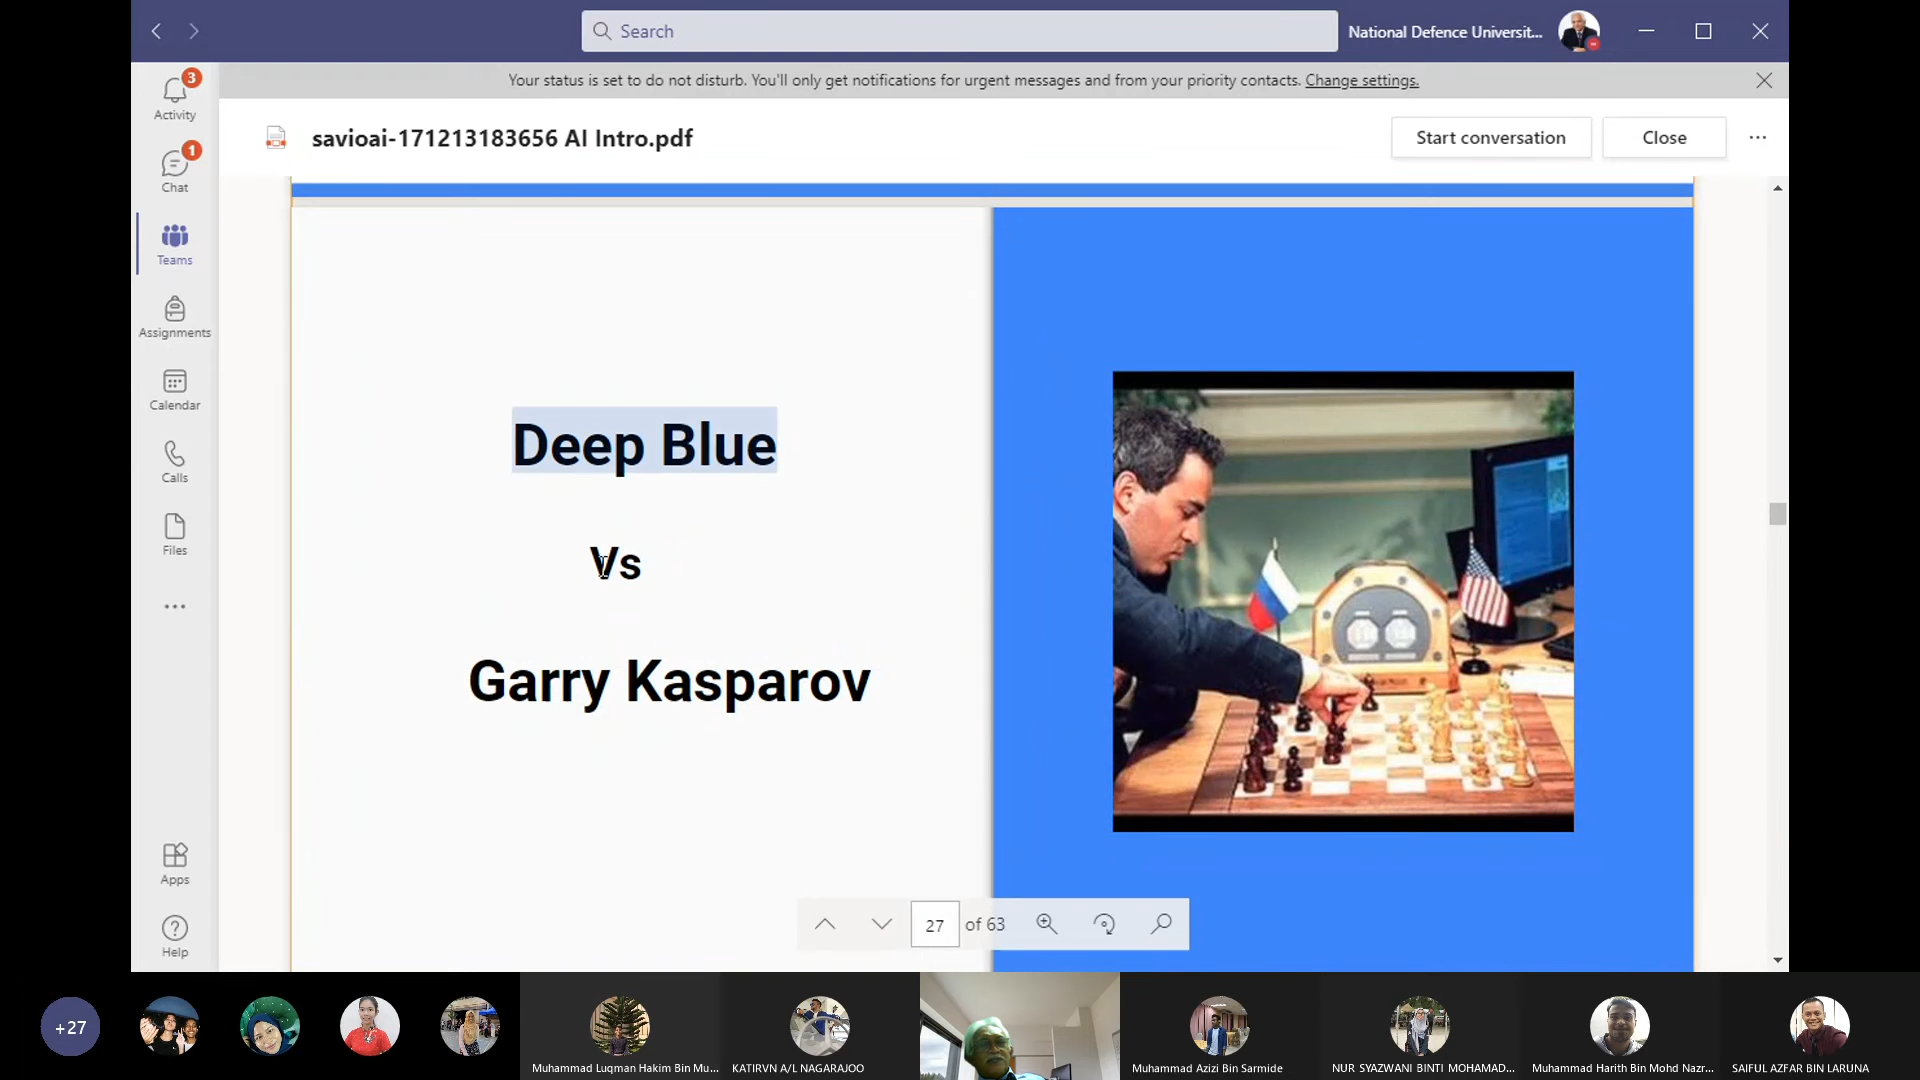 Search
National Defence Universit...
Your status is set to do not disturb. You'll only get notifications for urgent messages and from your priority contacts. Change settings.
3
Activity
1
Chat
Teams
Assignments
Calendar
Calls
Files
Apps
Help
savioai-171213183656 AI Intro.pdf
Start conversation
Close
Deep Blue
Vs
Garry Kasparov
27 of 63
+27
Muhammad Luqman Hakim Bin Mu...
KATIRVN A/L NAGARAJOO
Muhammad Azizi Bin Sarmide
NUR SYAZWANI BINTI MOHAMAD...
Muhammad Harith Bin Mohd Nazr...
SAIFUL AZFAR BIN LARUNA